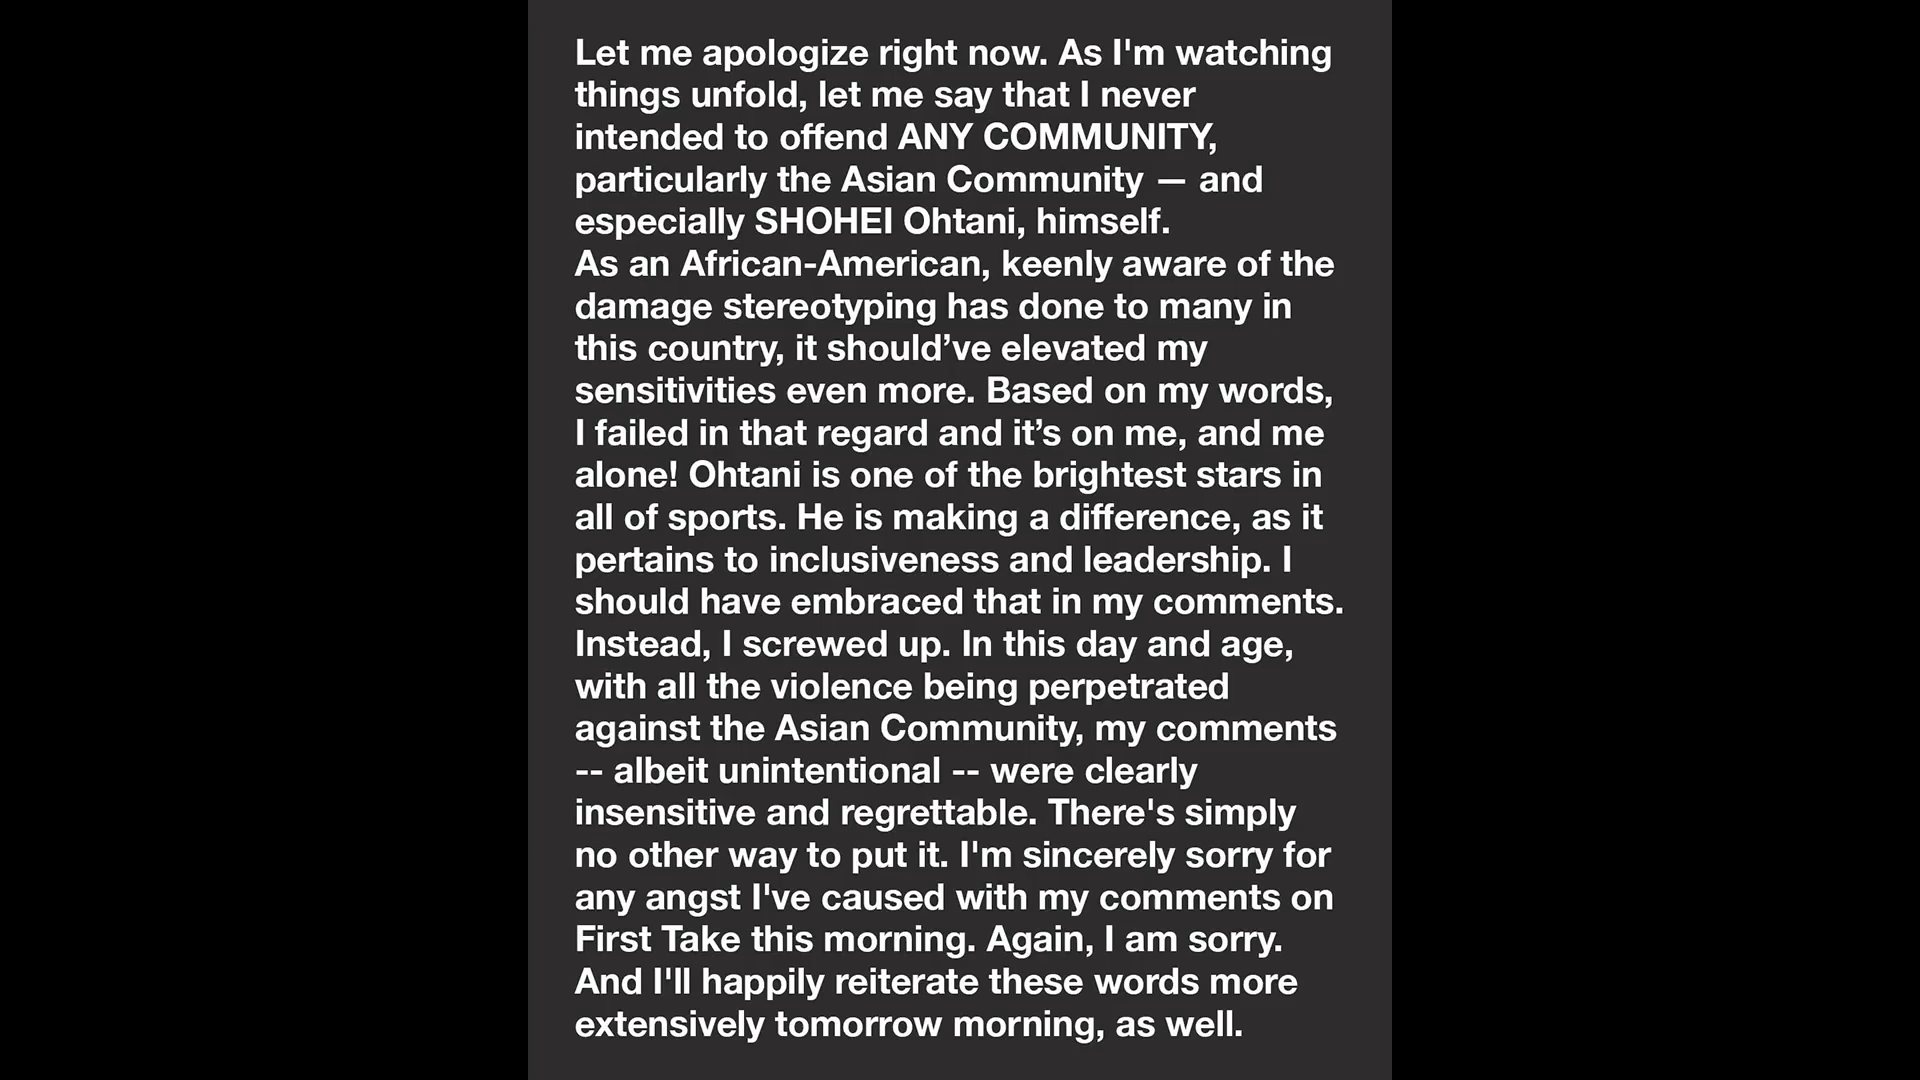 Let me apologize right now. As I'm watching
things unfold, let me say that I never
intended to offend ANY COMMUNITY,
particularly the Asian Community — and
especially SHOHEI Ohtani, himself.
As an African-American, keenly aware of the
damage stereotyping has done to many in
this country, it should’ve elevated my
sensitivities even more. Based on my words,
I failed in that regard and it’s on me, and me
alone! Ohtani is one of the brightest stars in
all of sports. He is making a difference, as it
pertains to inclusiveness and leadership. I
should have embraced that in my comments.
Instead, I screwed up. In this day and age,
with all the violence being perpetrated
against the Asian Community, my comments
-- albeit unintentional -- were clearly
insensitive and regrettable. There's simply
no other way to put it. I'm sincerely sorry for
any angst I've caused with my comments on
First Take this morning. Again, I am sorry.
And I'll happily reiterate these words more
extensively tomorrow morning, as well.